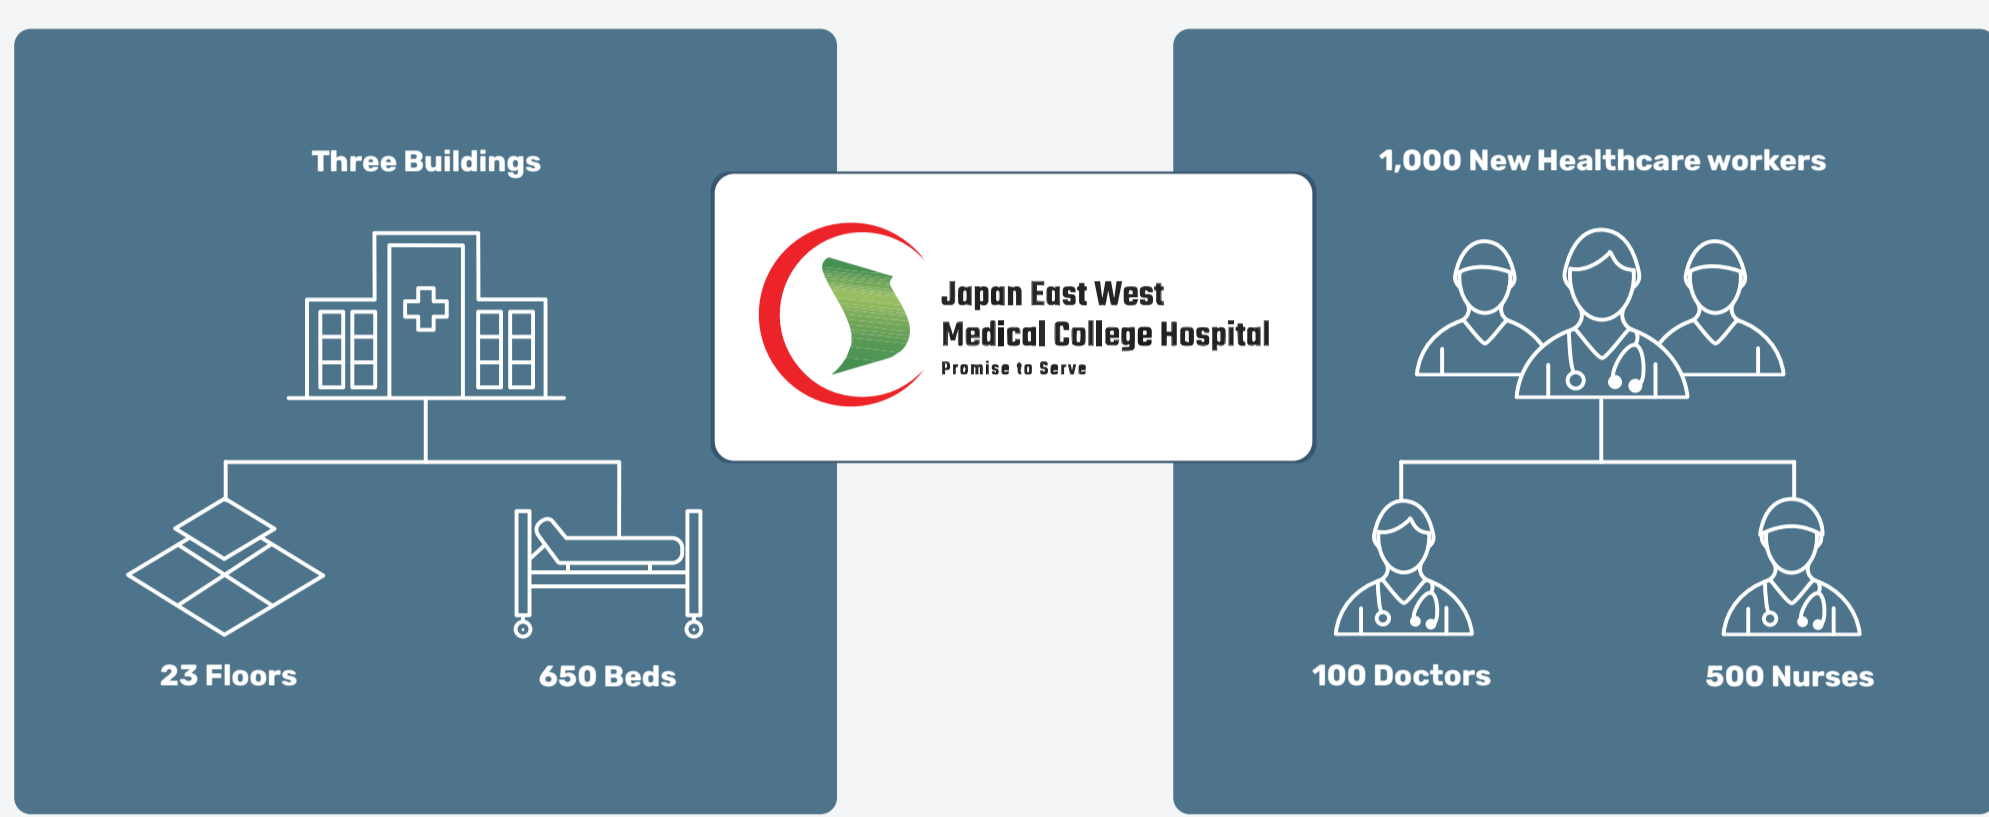 Three Buildings
23 Floors
650 Beds
Japan East West
Medical College Hospital
Promise to Serve
1,000 New Healthcare workers
100 Doctors
500 Nurses